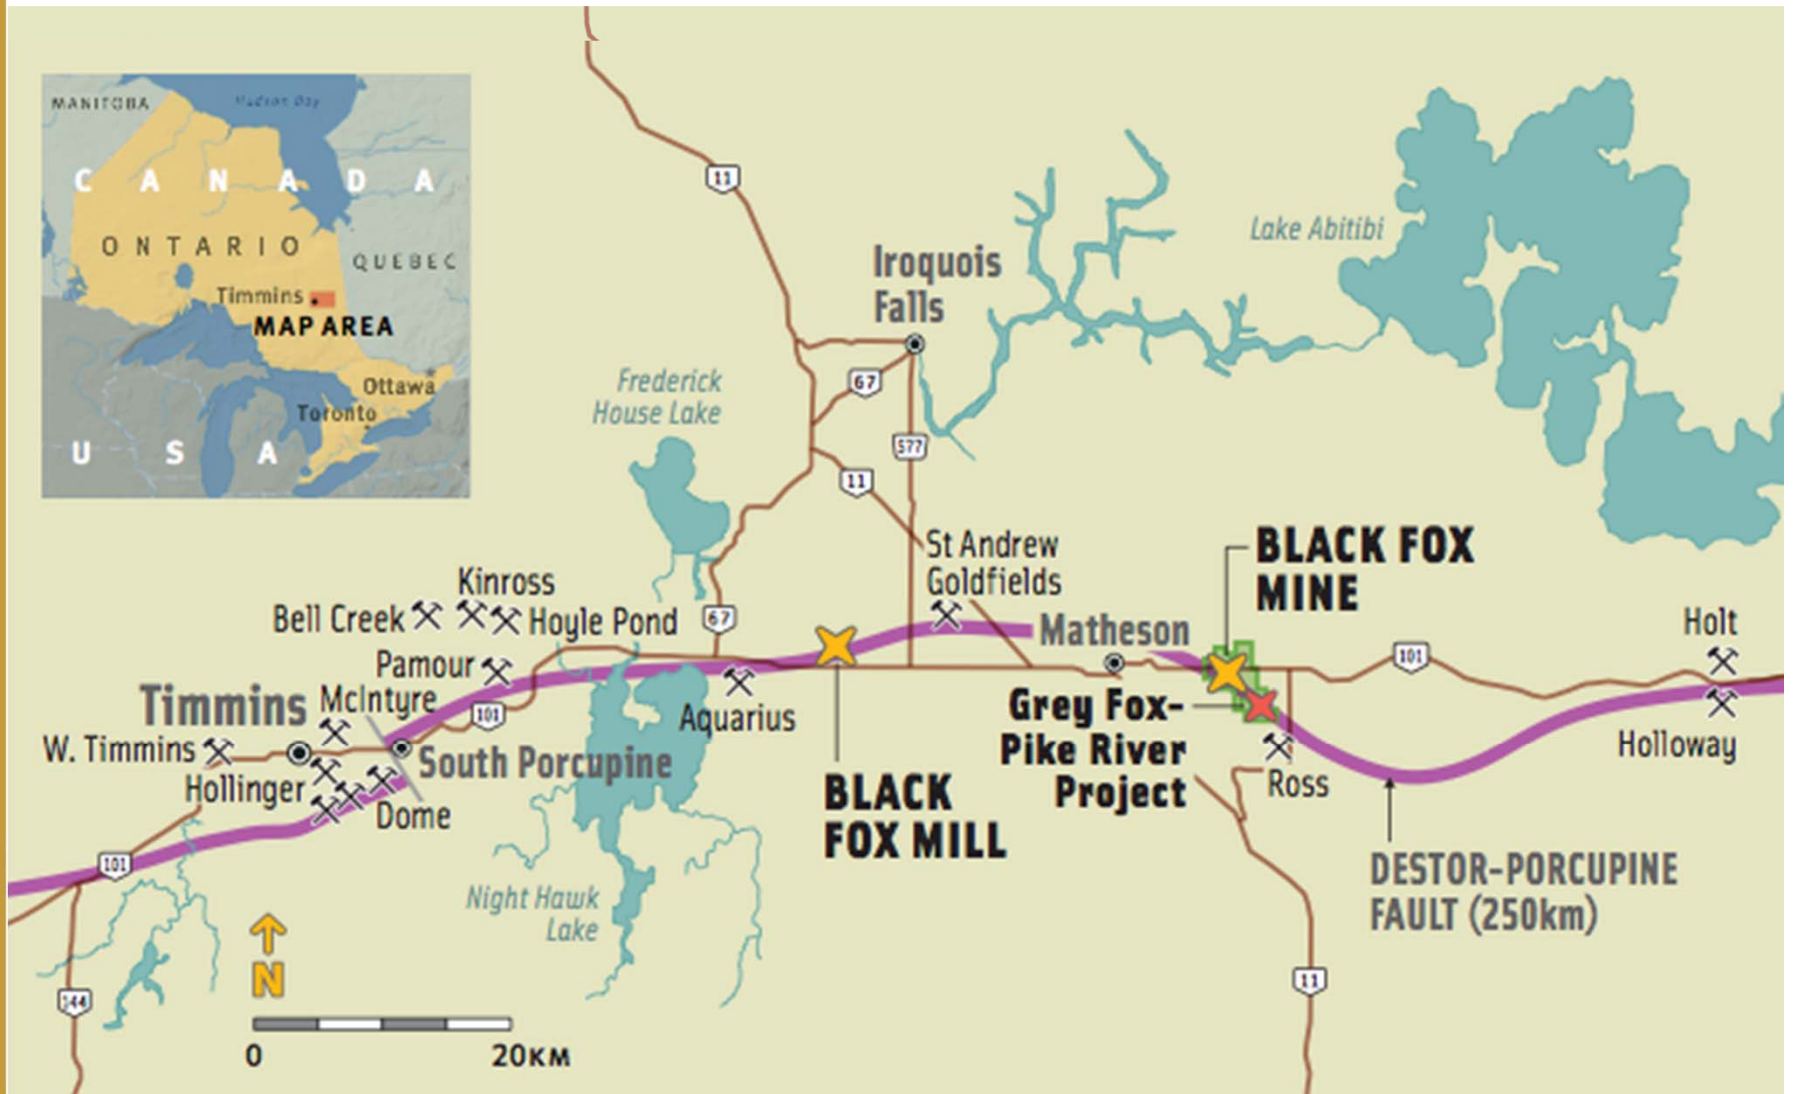 MANITOBA
Hudson Bay
CANADA
ONTARIO
QUEBEC
Timmins
MAP AREA
Ottawa
Toronto
USA
11
Iroquois
Falls
Lake Abitibi
67
577
11
Frederick
House Lake
St Andrew
Goldfields
BLACK FOX
MINE
Kinross
Bell Creek
Hoyle Pond
67
Matheson
101
Holt
Pamour
Timmins
McIntyre
101
Aquarius
Grey Fox-
Pike River
Project
W. Timmins
South Porcupine
Holloway
Hollinger
Dome
Ross
BLACK
FOX MILL
101
DESTOR-PORCUPINE
FAULT (250km)
Night Hawk
Lake
N
144
11
0
20KM